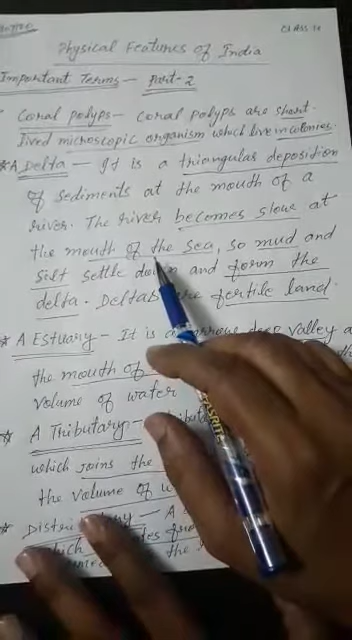 CLASS-IX
Physical Features of India
Important Terms - Part-2
Coral polyps - coral polyps are short-
lived microscopic organism which live in colonies.
* A Delta - It is a triangular deposition
of sediments at the mouth of a
river. The river becomes slow at
the mouth of the sea, so mud and
silt settle down and form the
delta. Deltas are fertile land.
* A Estuary - It is a deep valley a
the mouth of
volume of water
* A Tributary -
which joins the
the volume of
* A
which
the